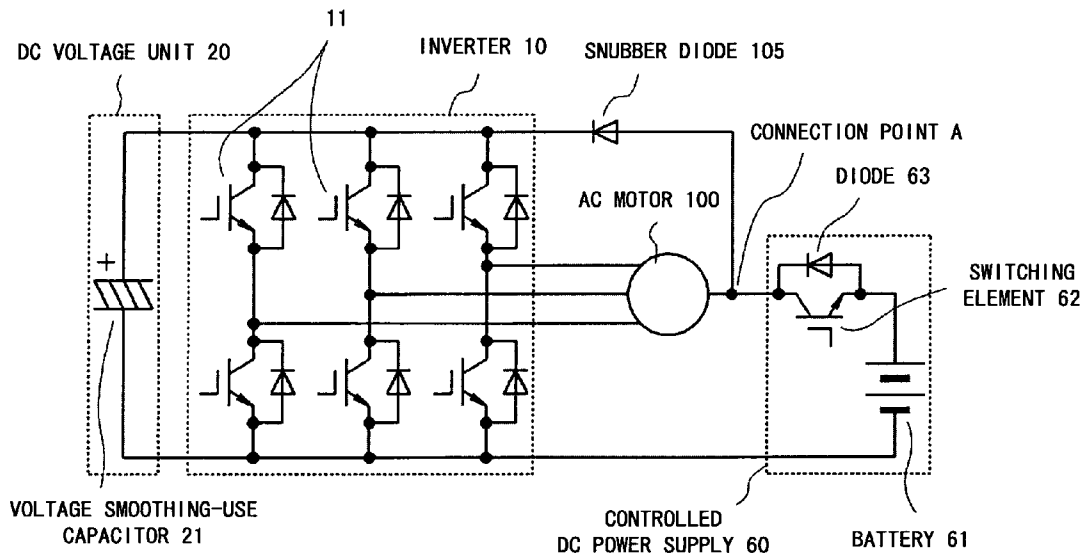 11
DC VOLTAGE UNIT 20
INVERTER 10
SNUBBER DIODE 105
CONNECTION POINT A
DIODE 63
AC MOTOR 100
SWITCHING
ELEMENT 62
+
VOLTAGE SMOOTHING-USE
CAPACITOR 21
CONTROLLED
DC POWER SUPPLY 60
BATTERY 61